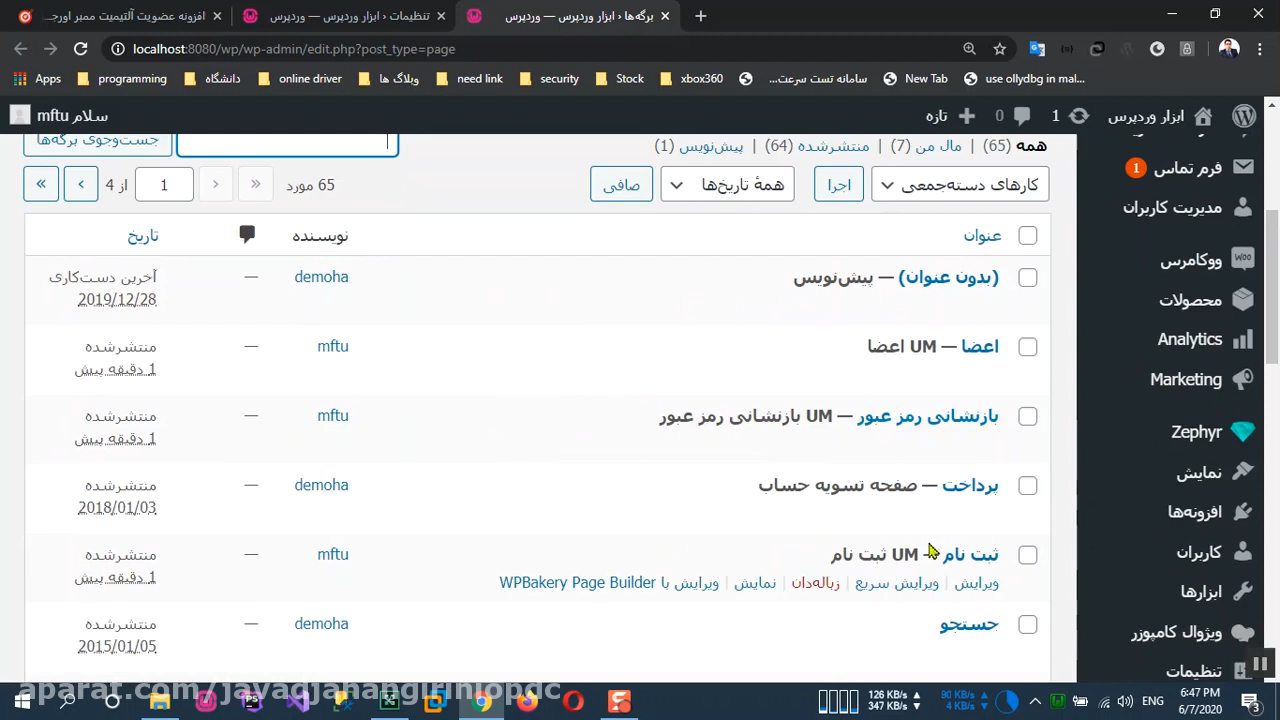 افزونه عضویت آلتیمیت ممبر اورجـ...
تنظیمات ‹ ابزار وردپرس — وردپرس
برگه‌ها ‹ ابزار وردپرس — وردپرس
localhost:8080/wp/wp-admin/edit.php?post_type=page
Apps
programming
دانشگاه
online driver
وبلاگ ها
need link
security
Stock
xbox360
سامانه تست سرعت...
New Tab
use ollydbg in mal...
ابزار وردپرس
1
0
تازه
سلام mftu
همه (65) | مال من (7) | منتشرشده (64) | پیش‌نویس (1)
جست‌وجوی برگه‌ها
کارهای دسته‌جمعی
اجرا
همهٔ تاریخ‌ها
صافی
65 مورد
« ‹ 1 از 4 › »
عنوان
نویسنده
تاریخ
(بدون عنوان) — پیش‌نویس
demoha
—
آخرین دست‌کاری
2019/12/28
اعضا — UM اعضا
mftu
—
منتشرشده
1 دقیقه پیش
بازنشانی رمز عبور — UM بازنشانی رمز عبور
mftu
—
منتشرشده
1 دقیقه پیش
پرداخت — صفحه تسویه حساب
demoha
—
منتشرشده
2018/01/03
ثبت نام — UM ثبت نام
ویرایش | ویرایش سریع | زباله‌دان | نمایش | ویرایش با WPBakery Page Builder
mftu
—
منتشرشده
1 دقیقه پیش
جستجو
demoha
—
منتشرشده
2015/01/05
فرم تماس 1
مدیریت کاربران
ووکامرس
محصولات
Analytics
Marketing
Zephyr
نمایش
افزونه‌ها
کاربران
ابزارها
ویژوال کامپوزر
تنظیمات
126 KB/s
347 KB/s
90 KB/s
4 KB/s
ENG
6:47 PM
6/7/2020
3